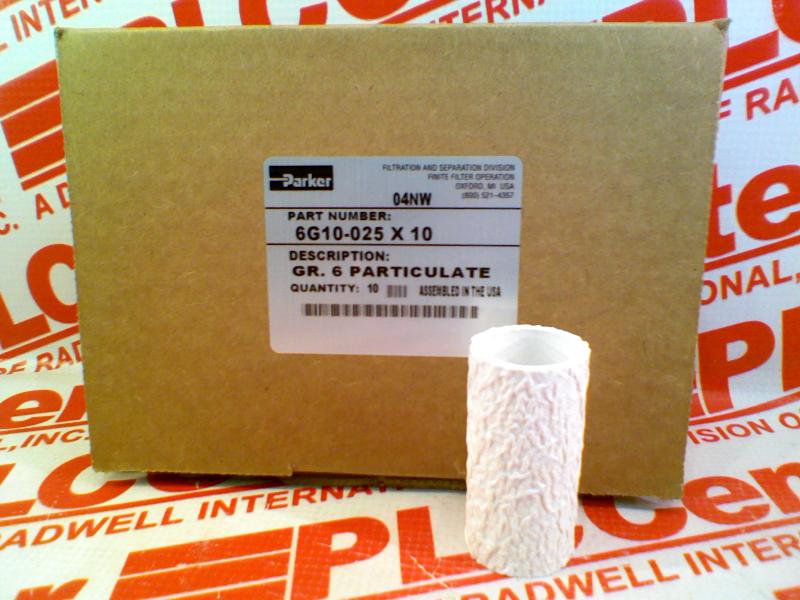 Parker
FILTRATION AND SEPARATION DIVISION
FINITE FILTER OPERATION
OXFORD, MI USA
(800) 521-4357
04NW
PART NUMBER:
6G10-025 X 10
DESCRIPTION:
GR. 6 PARTICULATE
QUANTITY: 10 ASSEMBLED IN THE USA
RADWELL INTERNATIONAL
PLCCenter